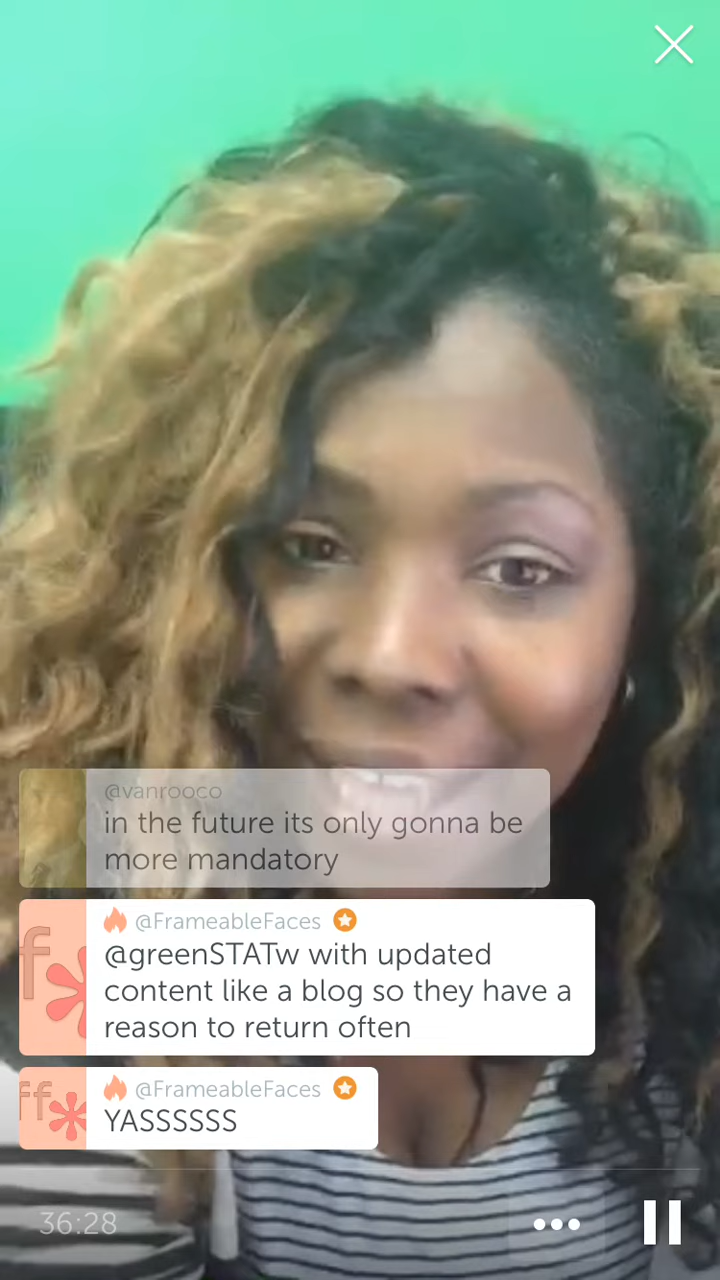 @vanrooco
in the future its only gonna be
more mandatory
@FrameableFaces
@greenSTATw with updated
content like a blog so they have a
reason to return often
@FrameableFaces
YASSSSSS
36:28